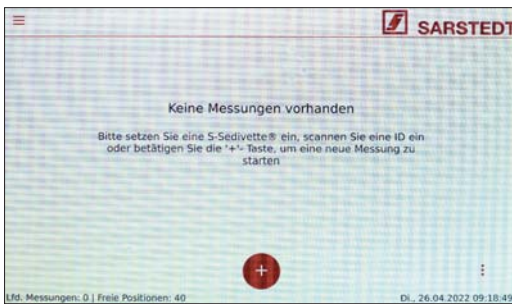 SARSTEDT
Keine Messungen vorhanden
Bitte setzen Sie eine S-Sedivette® ein, scannen Sie eine ID ein
oder betätigen Sie die '+'- Taste, um eine neue Messung zu
starten
+
Lfd. Messungen: 0 | Freie Positionen: 40
Di., 26.04.2022 09:18:49